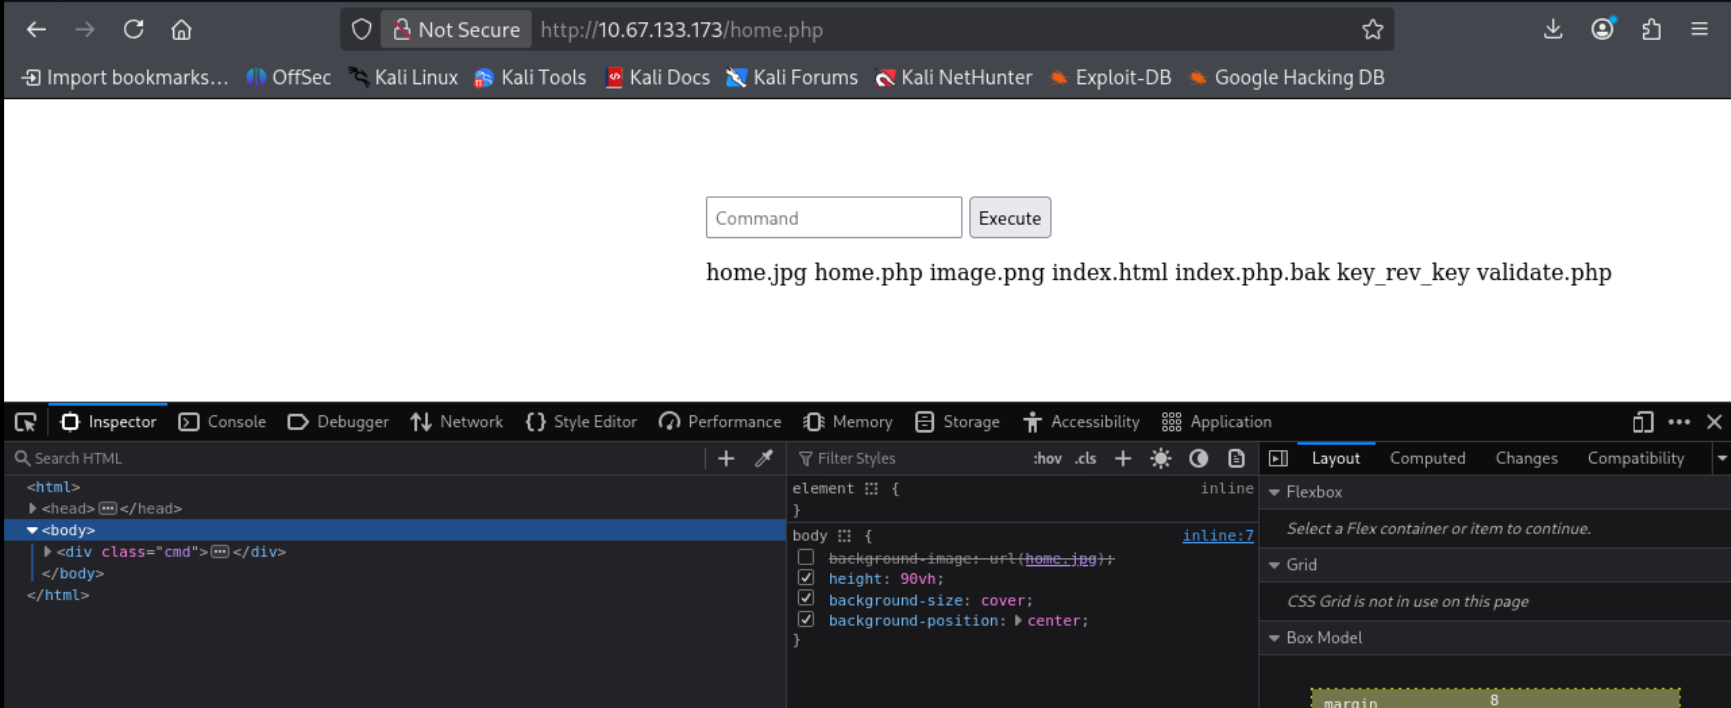 Not Secure http://10.67.133.173/home.php
Import bookmarks... OffSec Kali Linux Kali Tools Kali Docs Kali Forums Kali NetHunter Exploit-DB Google Hacking DB
Command Execute
home.jpg home.php image.png index.html index.php.bak key_rev_key validate.php
Inspector Console Debugger Network Style Editor Performance Memory Storage Accessibility Application
Search HTML
<html>
<head> ... </head>
<body>
<div class="cmd"> ... </div>
</body>
</html>
Filter Styles :hov .cls
element { inline
}
body { inline:7
background-image: url(home.jpg);
height: 90vh;
background-size: cover;
background-position: center;
}
Layout Computed Changes Compatibility
Flexbox
Select a Flex container or item to continue.
Grid
CSS Grid is not in use on this page
Box Model
margin 8